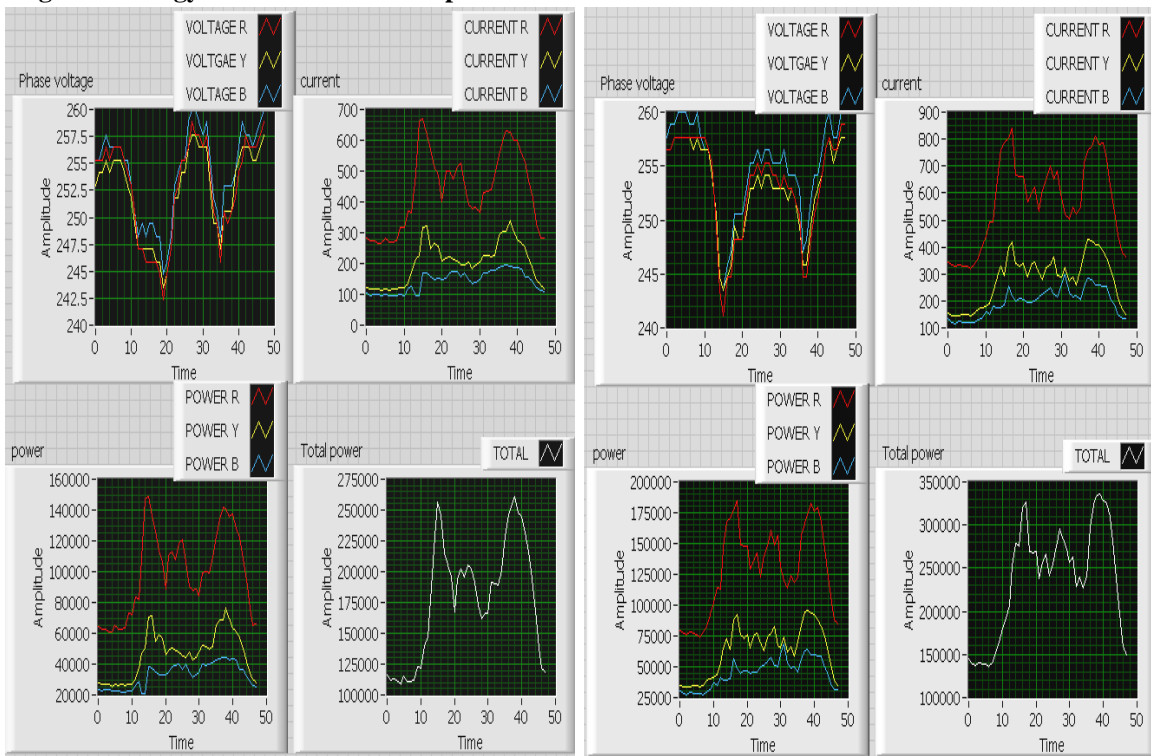 VOLTAGE R
VOLTGAE Y
VOLTAGE B
Phase voltage
260
257.5
255
252.5
250
247.5
245
242.5
240
Amplitude
0 10 20 30 40 50
Time
CURRENT R
CURRENT Y
CURRENT B
current
700
600
500
400
300
200
100
0
Amplitude
0 10 20 30 40 50
Time
VOLTAGE R
VOLTGAE Y
VOLTAGE B
Phase voltage
260
255
250
245
240
Amplitude
0 10 20 30 40 50
Time
CURRENT R
CURRENT Y
CURRENT B
current
900
800
700
600
500
400
300
200
100
Amplitude
0 10 20 30 40 50
Time
POWER R
POWER Y
POWER B
power
160000
140000
120000
100000
80000
60000
40000
20000
Amplitude
0 10 20 30 40 50
Time
TOTAL
Total power
275000
250000
225000
200000
175000
150000
125000
100000
Amplitude
0 10 20 30 40 50
Time
POWER R
POWER Y
POWER B
power
200000
175000
150000
125000
100000
75000
50000
25000
Amplitude
0 10 20 30 40 50
Time
TOTAL
Total power
350000
300000
250000
200000
150000
100000
Amplitude
0 10 20 30 40 50
Time